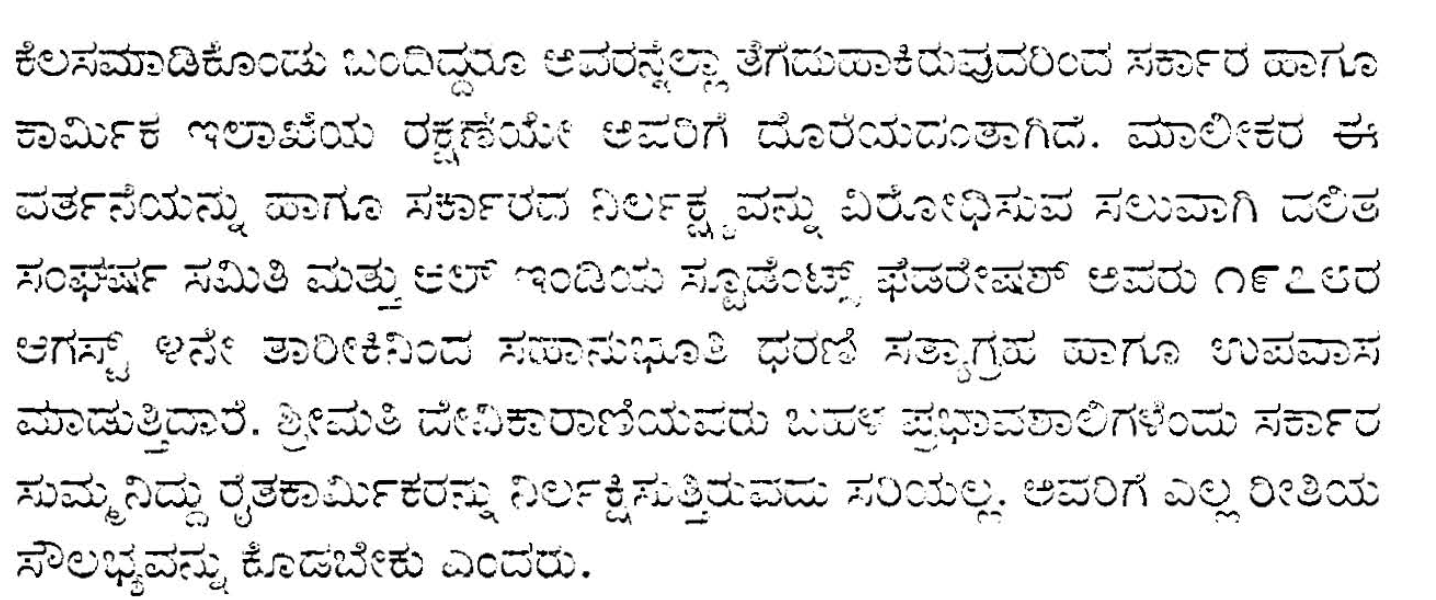 ಕೆಲಸಮಾಡಿಕೊಂಡು ಬಂದಿದ್ದರೂ ಅವರನ್ನೆಲ್ಲಾ ತೆಗದುಹಾಕಿರುವುದರಿಂದ ಸರ್ಕಾರ ಹಾಗೂ
ಕಾರ್ಮಿಕ ಇಲಾಖೆಯ ರಕ್ಷಣೆಯೇ ಅವರಿಗೆ ದೊರೆಯದಂತಾಗಿದೆ. ಮಾಲೀಕರ ಈ
ವರ್ತನೆಯನ್ನು ಹಾಗೂ ಸರ್ಕಾರದ ನಿರ್ಲಕ್ಷ್ಯವನ್ನು ವಿರೋಧಿಸುವ ಸಲುವಾಗಿ ದಲಿತ
ಸಂಘರ್ಷ ಸಮಿತಿ ಮತ್ತು ಆಲ್ ಇಂಡಿಯ ಸ್ಟೂಡೆಂಟ್ಸ್ ಫೆಡರೇಷನ್ ಅವರು ೧೯೭೮ರ
ಆಗಸ್ಟ್ ೪ನೇ ತಾರೀಕಿನಿಂದ ಸಹಾನುಭೂತಿ ಧರಣಿ ಸತ್ಯಾಗ್ರಹ ಹಾಗೂ ಉಪವಾಸ
ಮಾಡುತ್ತಿದಾರೆ. ಶ್ರೀಮತಿ ದೇವಿಕಾರಾಣಿಯವರು ಬಹಳ ಪ್ರಭಾವಶಾಲಿಗಳೆಂದು ಸರ್ಕಾರ
ಸುಮ್ಮನಿದ್ದು ರೈತಕಾರ್ಮಿಕರನ್ನು ನಿರ್ಲಕ್ಷಿಸುತ್ತಿರುವದು ಸರಿಯಲ್ಲ. ಅವರಿಗೆ ಎಲ್ಲ ರೀತಿಯ
ಸೌಲಭ್ಯವನ್ನು ಕೊಡಬೇಕು ಎಂದರು.